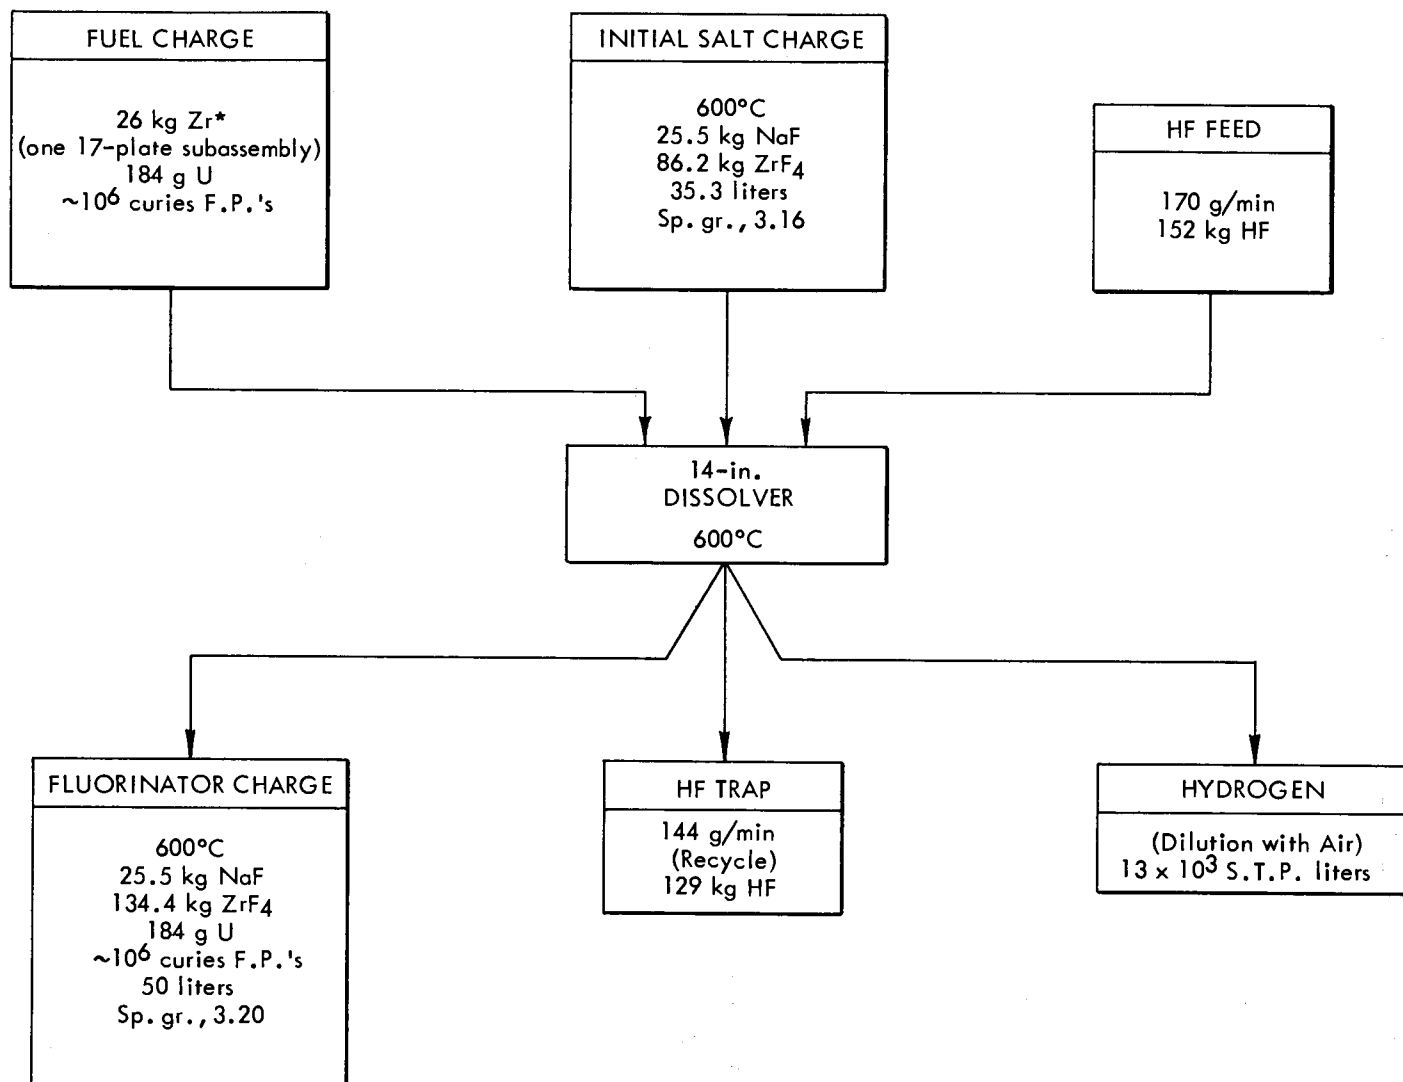 FUEL CHARGE
26 kg Zr*
(one 17-plate subassembly)
184 g U
~10⁶ curies F.P.'s
INITIAL SALT CHARGE
600°C
25.5 kg NaF
86.2 kg ZrF₄
35.3 liters
Sp. gr., 3.16
HF FEED
170 g/min
152 kg HF
14-in.
DISSOLVER
600°C
FLUORINATOR CHARGE
600°C
25.5 kg NaF
134.4 kg ZrF₄
184 g U
~10⁶ curies F.P.'s
50 liters
Sp. gr., 3.20
HF TRAP
144 g/min
(Recycle)
129 kg HF
HYDROGEN
(Dilution with Air)
13 x 10³ S.T.P. liters